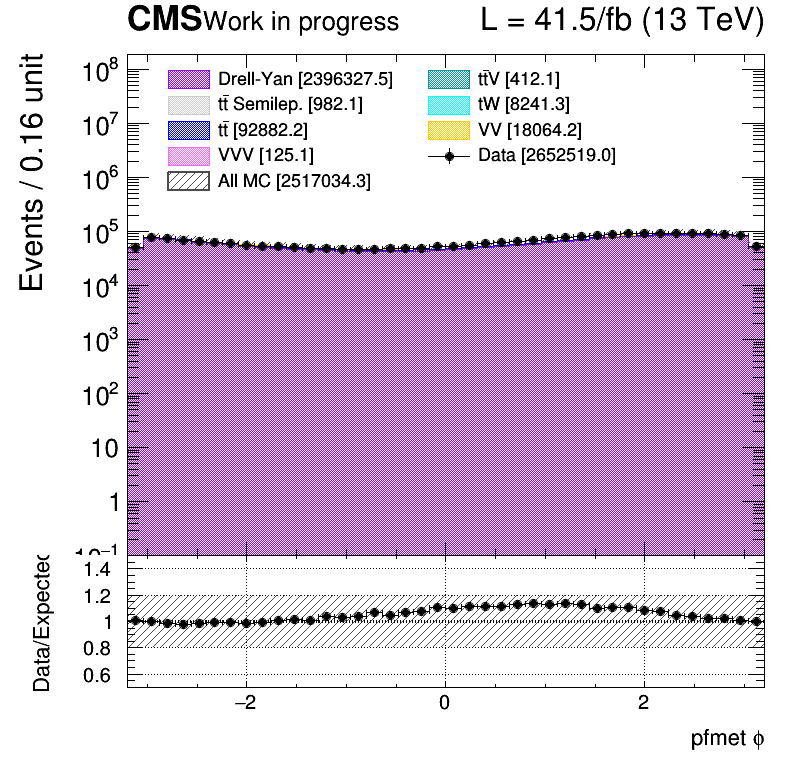 CMS Work in progress L = 41.5/fb (13 TeV)
Events / 0.16 unit
10⁸
10⁷
10⁶
10⁵
10⁴
10³
10²
10
1
10⁻¹
Drell-Yan [2396327.5]
tt̄ Semilep. [982.1]
tt̄ [92882.2]
VVV [125.1]
All MC [2517034.3]
tt̄V [412.1]
tW [8241.3]
VV [18064.2]
Data [2652519.0]
Data/Expected
1.4
1.2
1
0.8
0.6
−2 0 2
pfmet ϕ